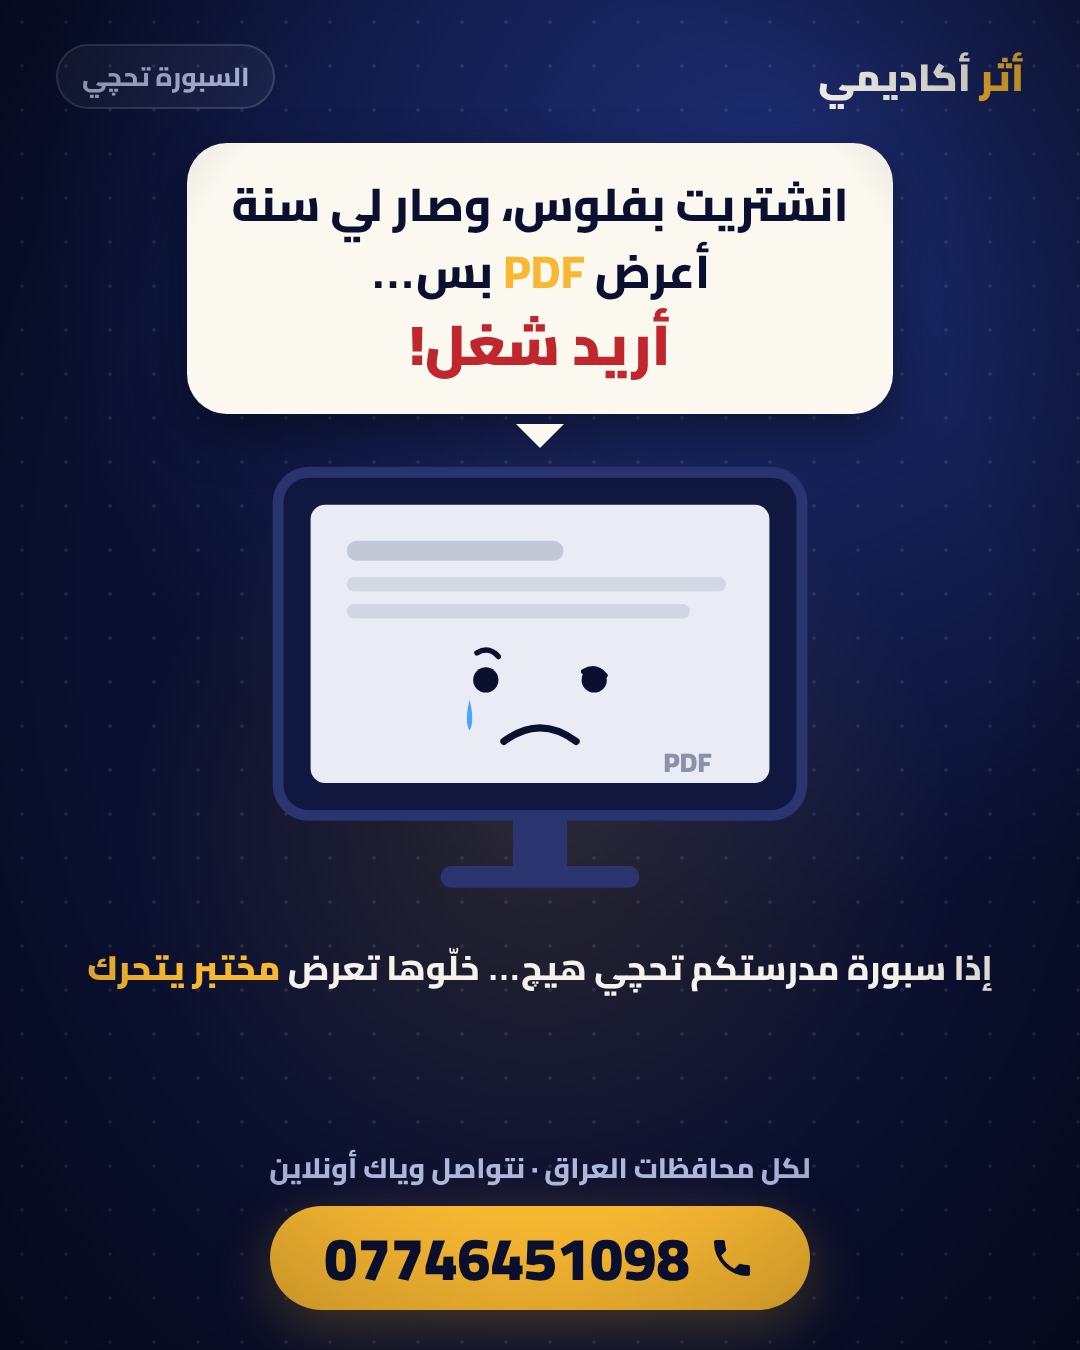 أثر أكاديمي
السبورة تحچي
انشتريت بفلوس، وصار لي سنة
أعرض PDF بس...
أريد شغل!
PDF
إذا سبورة مدرستكم تحچي هيچ... خلّوها تعرض مختبر يتحرك
لكل محافظات العراق · نتواصل وياك أونلاين
07746451098